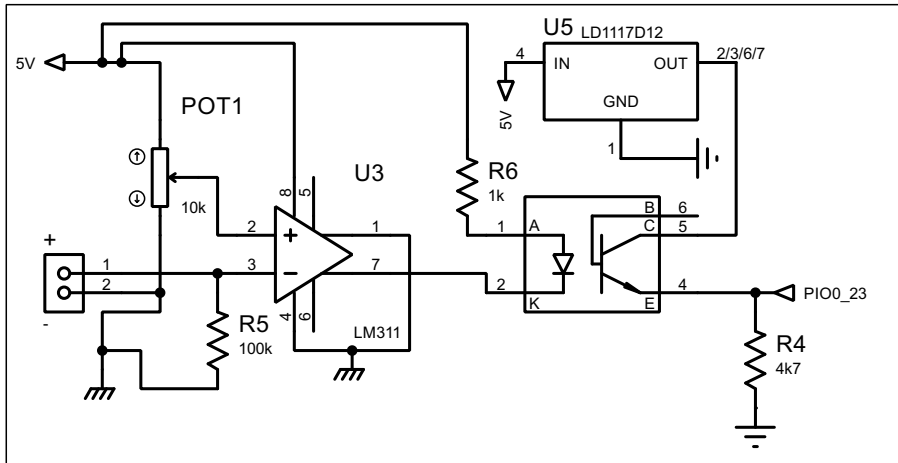 U5 LD1117D12
5V
4 IN OUT 2/3/6/7
GND
5V
1
POT1
10k
U3
8 5
2 + 1
3 − 7
4 6
LM311
R6
1k
+
1
2
-
R5
100k
1 A B 6
C 5
2 K E 4
PIO0_23
R4
4k7